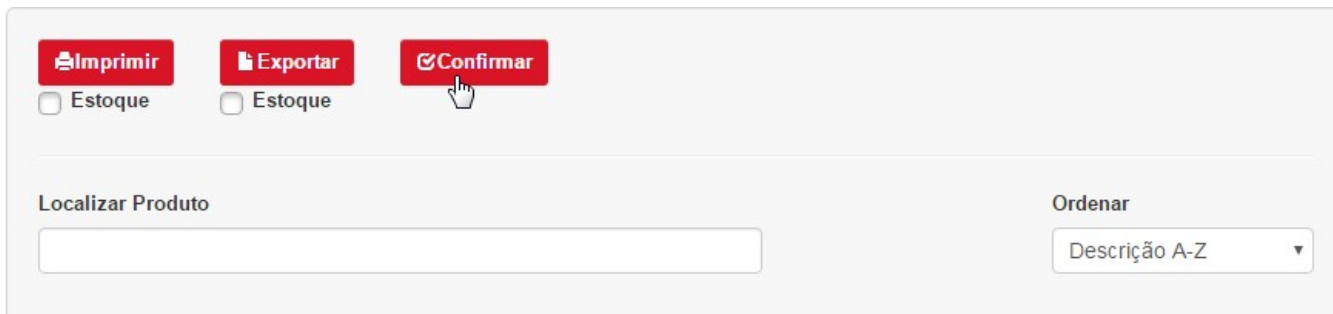 Imprimir Exportar Confirmar
Estoque Estoque
Localizar Produto Ordenar
Descrição A-Z